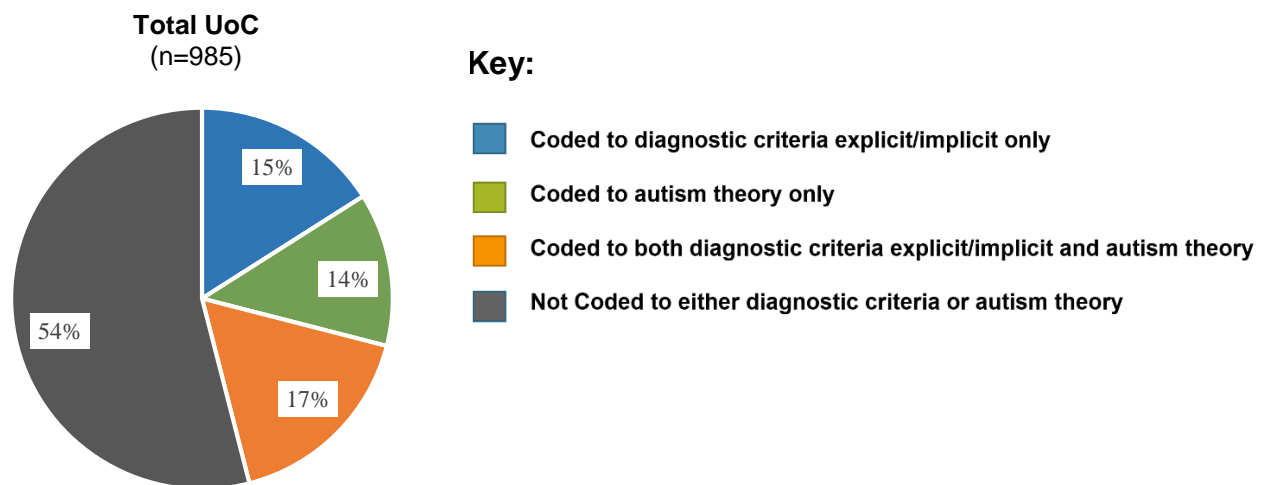 Total UoC
(n=985)
Key:
Coded to diagnostic criteria explicit/implicit only
Coded to autism theory only
Coded to both diagnostic criteria explicit/implicit and autism theory
Not Coded to either diagnostic criteria or autism theory
15%
14%
54%
17%